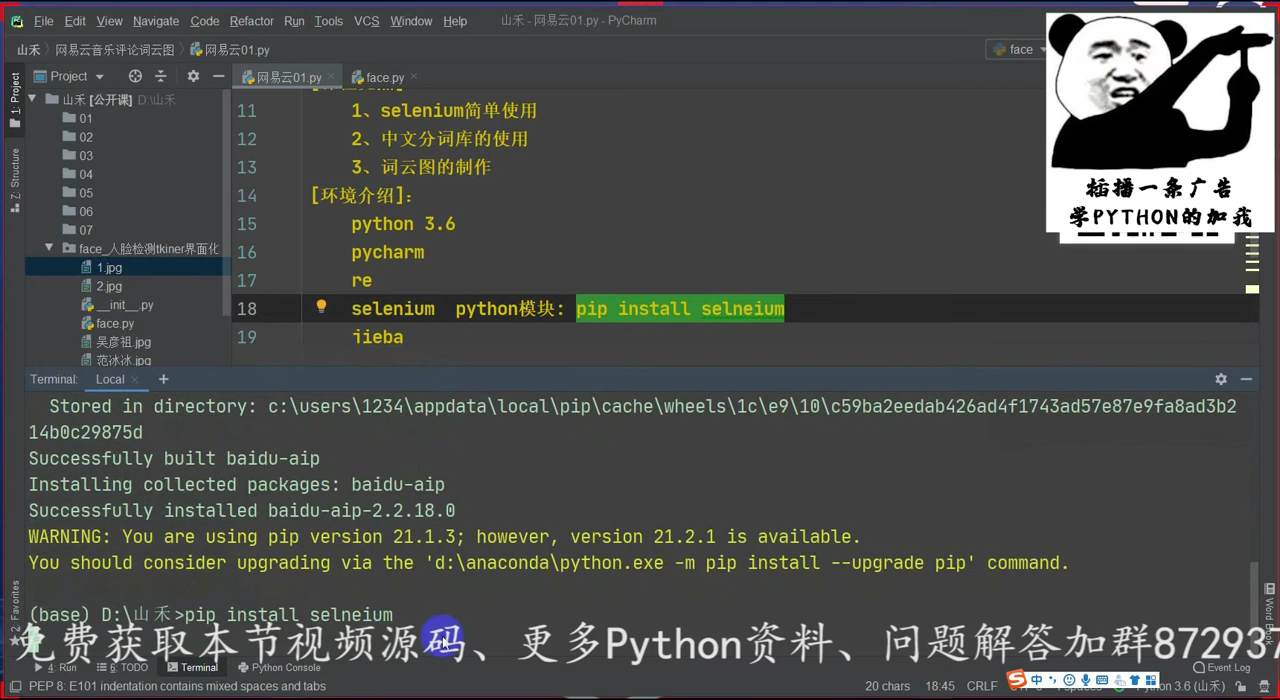 File Edit View Navigate Code Refactor Run Tools VCS Window Help 山禾 - 网易云01.py - PyCharm
山禾 网易云音乐评论词云图 网易云01.py face
Project 网易云01.py face.py
1: Project
山禾 [公开课] D:\山禾
01
02
03
04
05
06
07
face_人脸检测tkiner界面化
1.jpg
2.jpg
__init__.py
face.py
吴彦祖.jpg
范冰冰.jpg
Z: Structure
11 1、selenium简单使用
12 2、中文分词库的使用
13 3、词云图的制作
14 [环境介绍]:
15 python 3.6
16 pycharm
17 re
18 selenium python模块: pip install selneium
19 jieba
插播一条广告
学PYTHON的加我
Terminal: Local +
Stored in directory: c:\users\1234\appdata\local\pip\cache\wheels\1c\e9\10\c59ba2eedab426ad4f1743ad57e87e9fa8ad3b2
14b0c29875d
Successfully built baidu-aip
Installing collected packages: baidu-aip
Successfully installed baidu-aip-2.2.18.0
WARNING: You are using pip version 21.1.3; however, version 21.2.1 is available.
You should consider upgrading via the 'd:\anaconda\python.exe -m pip install --upgrade pip' command.
(base) D:\山禾>pip install selneium
2: Favorites
免费获取本节视频源码、更多Python资料、问题解答加群872937
4: Run 6: TODO Terminal Python Console Event Log
PEP 8: E101 indentation contains mixed spaces and tabs 20 chars 18:45 CRLF Python 3.6 (山禾)
中